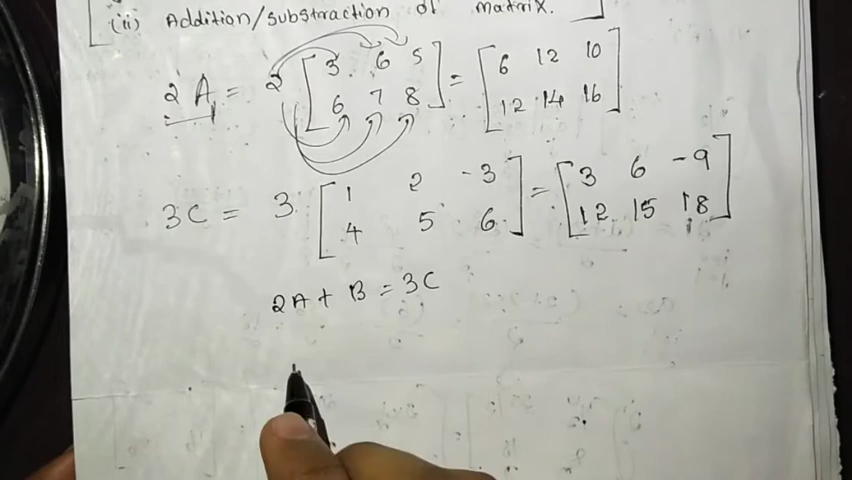 (ii) Addition/substraction of matrix.
2A = 2 [3 6 5 = [6 12 10
6 7 8] 12 14 16]
3C = 3. [1 2 -3 = [3 6 -9
4 5 6] 12 15 18]
2A + B = 3C